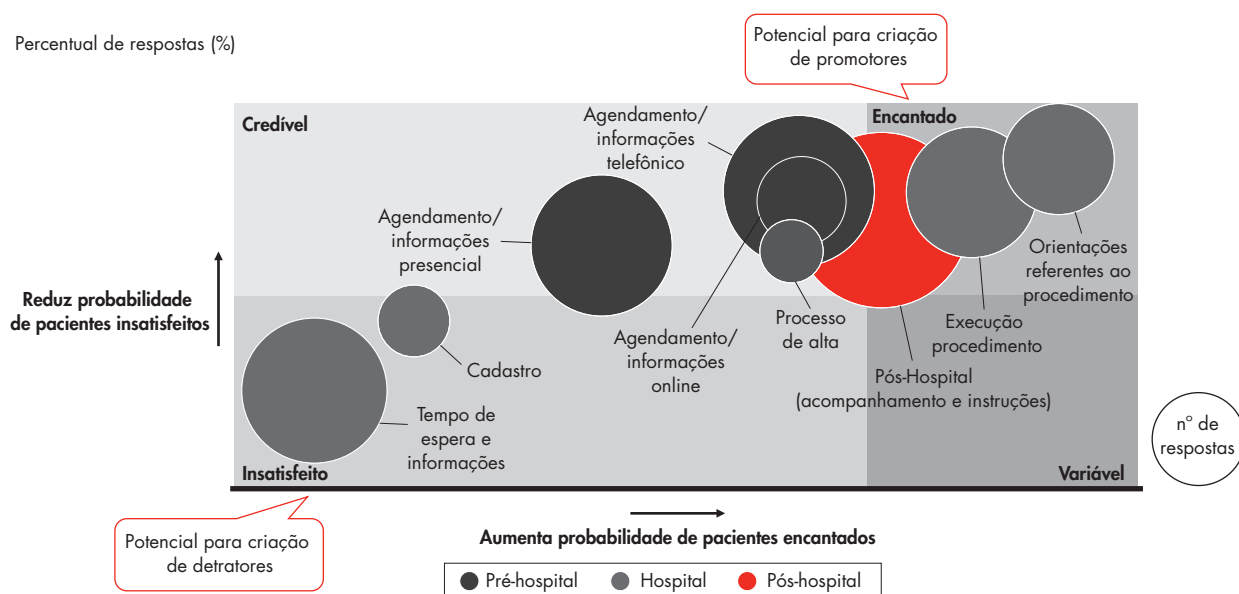 Percentual de respostas (%)
Potencial para criação
de promotores
Credível
Agendamento/
informações
telefônico
Encantado
Agendamento/
informações
presencial
Orientações
referentes ao
procedimento
Reduz probabilidade
de pacientes insatisfeitos
Processo
de alta
Execução
procedimento
Agendamento/
informações
online
Cadastro
Pós-Hospital
(acompanhamento e instruções)
Tempo de
espera e
informações
nº de
respostas
Insatisfeito
Variável
Potencial para criação
de detratores
Aumenta probabilidade de pacientes encantados
Pré-hospital
Hospital
Pós-hospital